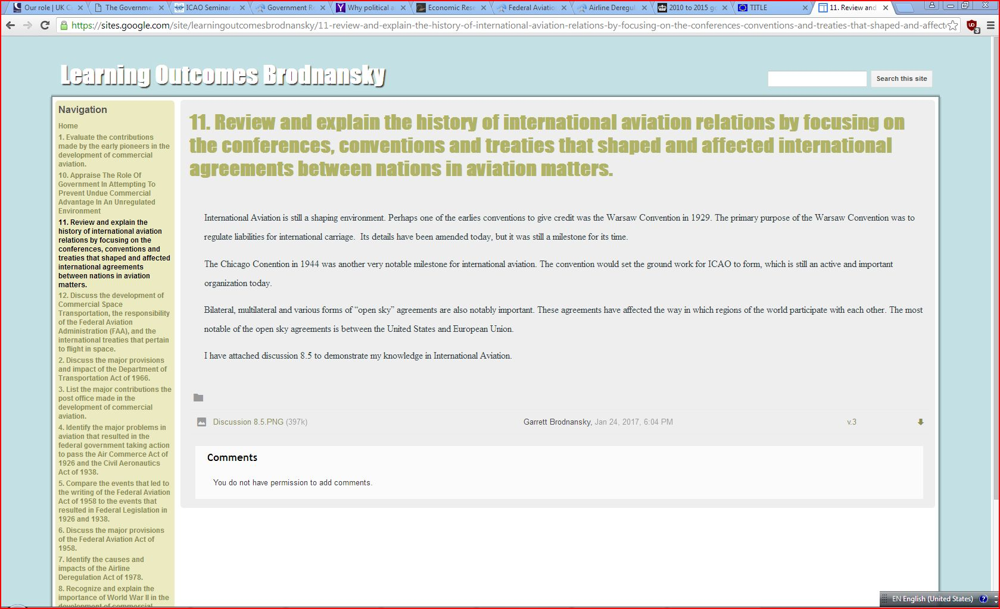 Our role | UK C
The Governme
ICAO Seminar
Government R
Why political a
Economic Rese
Federal Aviatio
Airline Deregul
2010 to 2015 go
TITLE
11. Review and
https://sites.google.com/site/learningoutcomesbrodnansky/11-review-and-explain-the-history-of-international-aviation-relations-by-focusing-on-the-conferences-conventions-and-treaties-that-shaped-and-affect
3
Learning Outcomes Brodnansky
Search this site
Navigation
Home
1. Evaluate the contributions
made by the early pioneers in the
development of commercial
aviation.
10. Appraise The Role Of
Government In Attempting To
Prevent Undue Commercial
Advantage In An Unregulated
Environment
11. Review and explain the
history of international aviation
relations by focusing on the
conferences, conventions and
treaties that shaped and affected
international agreements
between nations in aviation
matters.
12. Discuss the development of
Commercial Space
Transportation, the responsibility
of the Federal Aviation
Administration (FAA), and the
international treaties that pertain
to flight in space.
2. Discuss the major provisions
and impact of the Department of
Transportation Act of 1966.
3. List the major contributions the
post office made in the
development of commercial
aviation.
4. Identify the major problems in
aviation that resulted in the
federal government taking action
to pass the Air Commerce Act of
1926 and the Civil Aeronautics
Act of 1938.
5. Compare the events that led to
the writing of the Federal Aviation
Act of 1958 to the events that
resulted in Federal Legislation in
1926 and 1938.
6. Discuss the major provisions
of the Federal Aviation Act of
1958.
7. Identify the causes and
impacts of the Airline
Deregulation Act of 1978.
8. Recognize and explain the
importance of World War II in the
development of commercial
11. Review and explain the history of international aviation relations by focusing on
the conferences, conventions and treaties that shaped and affected international
agreements between nations in aviation matters.
International Aviation is still a shaping environment. Perhaps one of the earlies conventions to give credit was the Warsaw Convention in 1929. The primary purpose of the Warsaw Convention was to
regulate liabilities for international carriage. Its details have been amended today, but it was still a milestone for its time.
The Chicago Conention in 1944 was another very notable milestone for international aviation. The convention would set the ground work for ICAO to form, which is still an active and important
organization today.
Bilateral, multilateral and various forms of “open sky” agreements are also notably important. These agreements have affected the way in which regions of the world participate with each other. The most
notable of the open sky agreements is between the United States and European Union.
I have attached discussion 8.5 to demonstrate my knowledge in International Aviation.
Discussion 8.5.PNG (397k)
Garrett Brodnansky, Jan 24, 2017, 6:04 PM
v.3
Comments
You do not have permission to add comments.
EN English (United States)